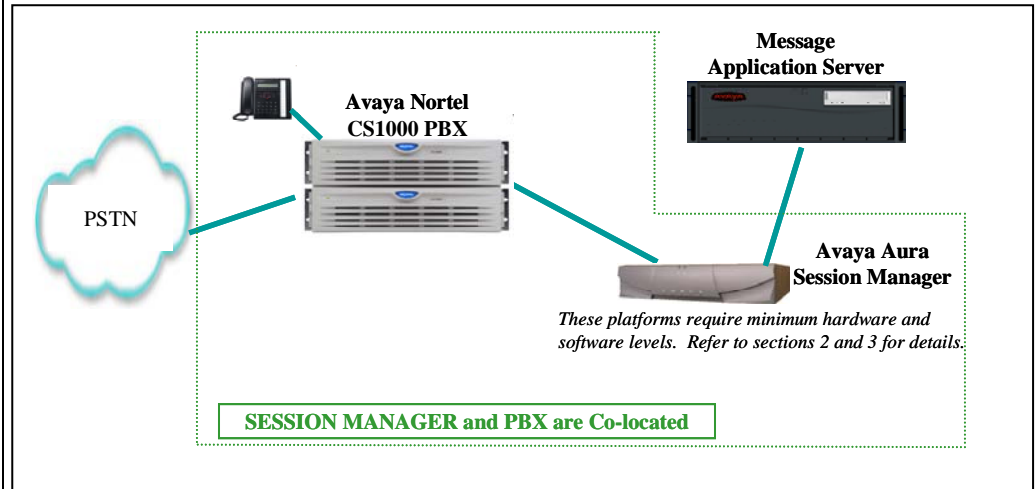 Message
Application Server
Avaya Nortel
CS1000 PBX
PSTN
Avaya Aura
Session Manager
These platforms require minimum hardware and
software levels. Refer to sections 2 and 3 for details.
SESSION MANAGER and PBX are Co-located